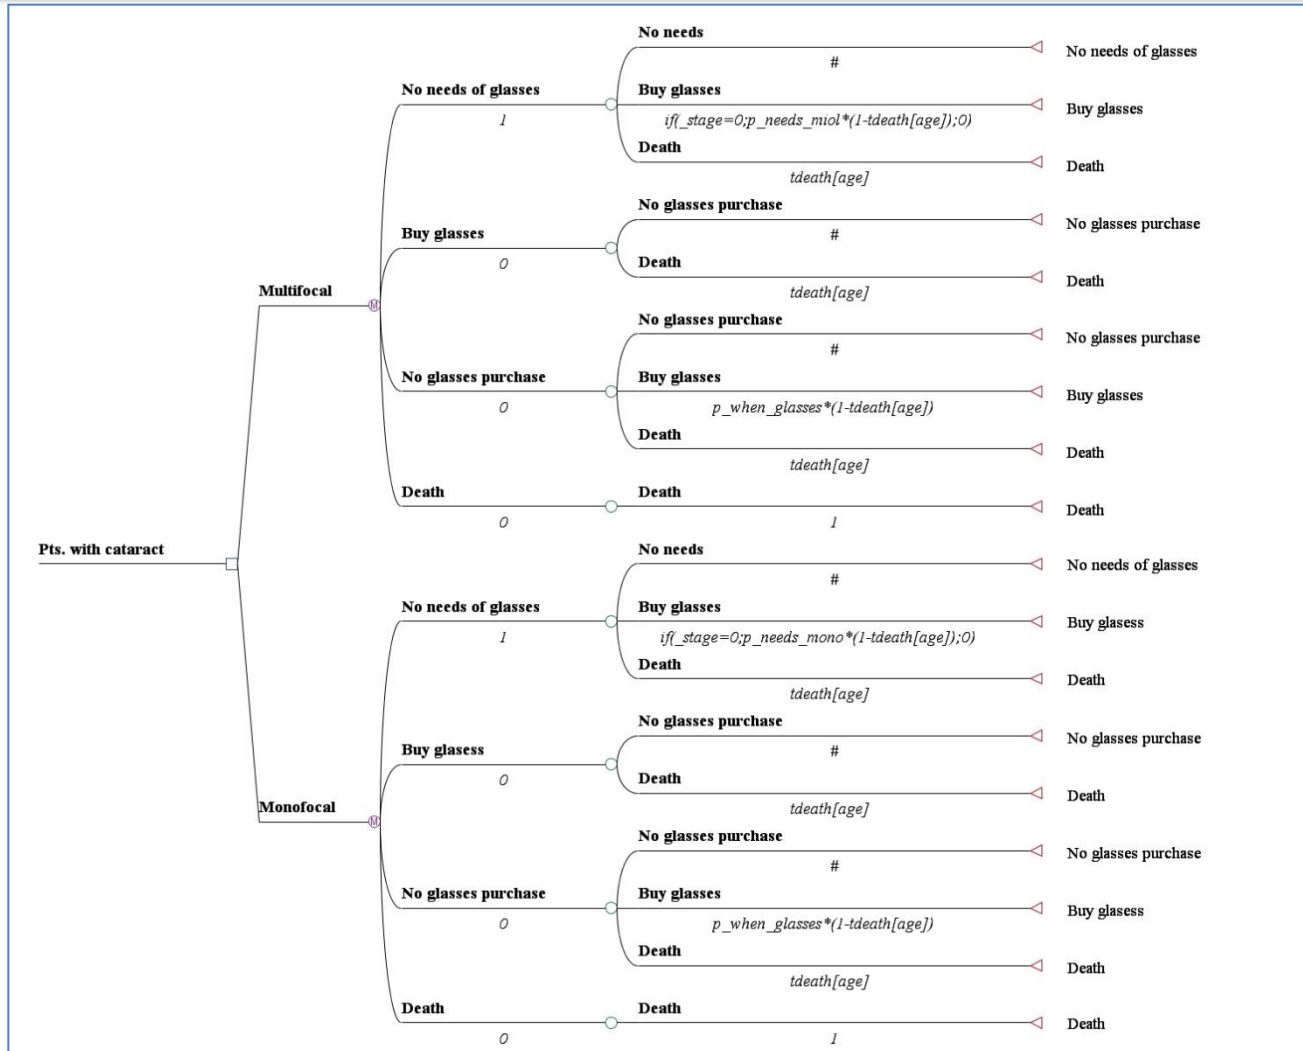 No needs
No needs of glasses
#
No needs of glasses
Buy glasses
Buy glasses
1
if(_stage=0;p_needs_miol*(1-tdeath[age]);0)
Death
Death
tdeath[age]
No glasses purchase
No glasses purchase
Buy glasses
#
0
Death
Death
Multifocal
tdeath[age]
M
No glasses purchase
No glasses purchase
#
No glasses purchase
Buy glasses
Buy glasses
0
p_when_glasses*(1-tdeath[age])
Death
Death
tdeath[age]
Death
Death
Death
0
1
Pts. with cataract
No needs
No needs of glasses
#
No needs of glasses
Buy glasses
Buy glasess
1
if(_stage=0;p_needs_mono*(1-tdeath[age]);0)
Death
Death
tdeath[age]
No glasses purchase
No glasses purchase
Buy glasess
#
0
Death
Death
Monofocal
tdeath[age]
M
No glasses purchase
No glasses purchase
#
No glasses purchase
Buy glasses
Buy glasess
0
p_when_glasses*(1-tdeath[age])
Death
Death
tdeath[age]
Death
Death
Death
0
1